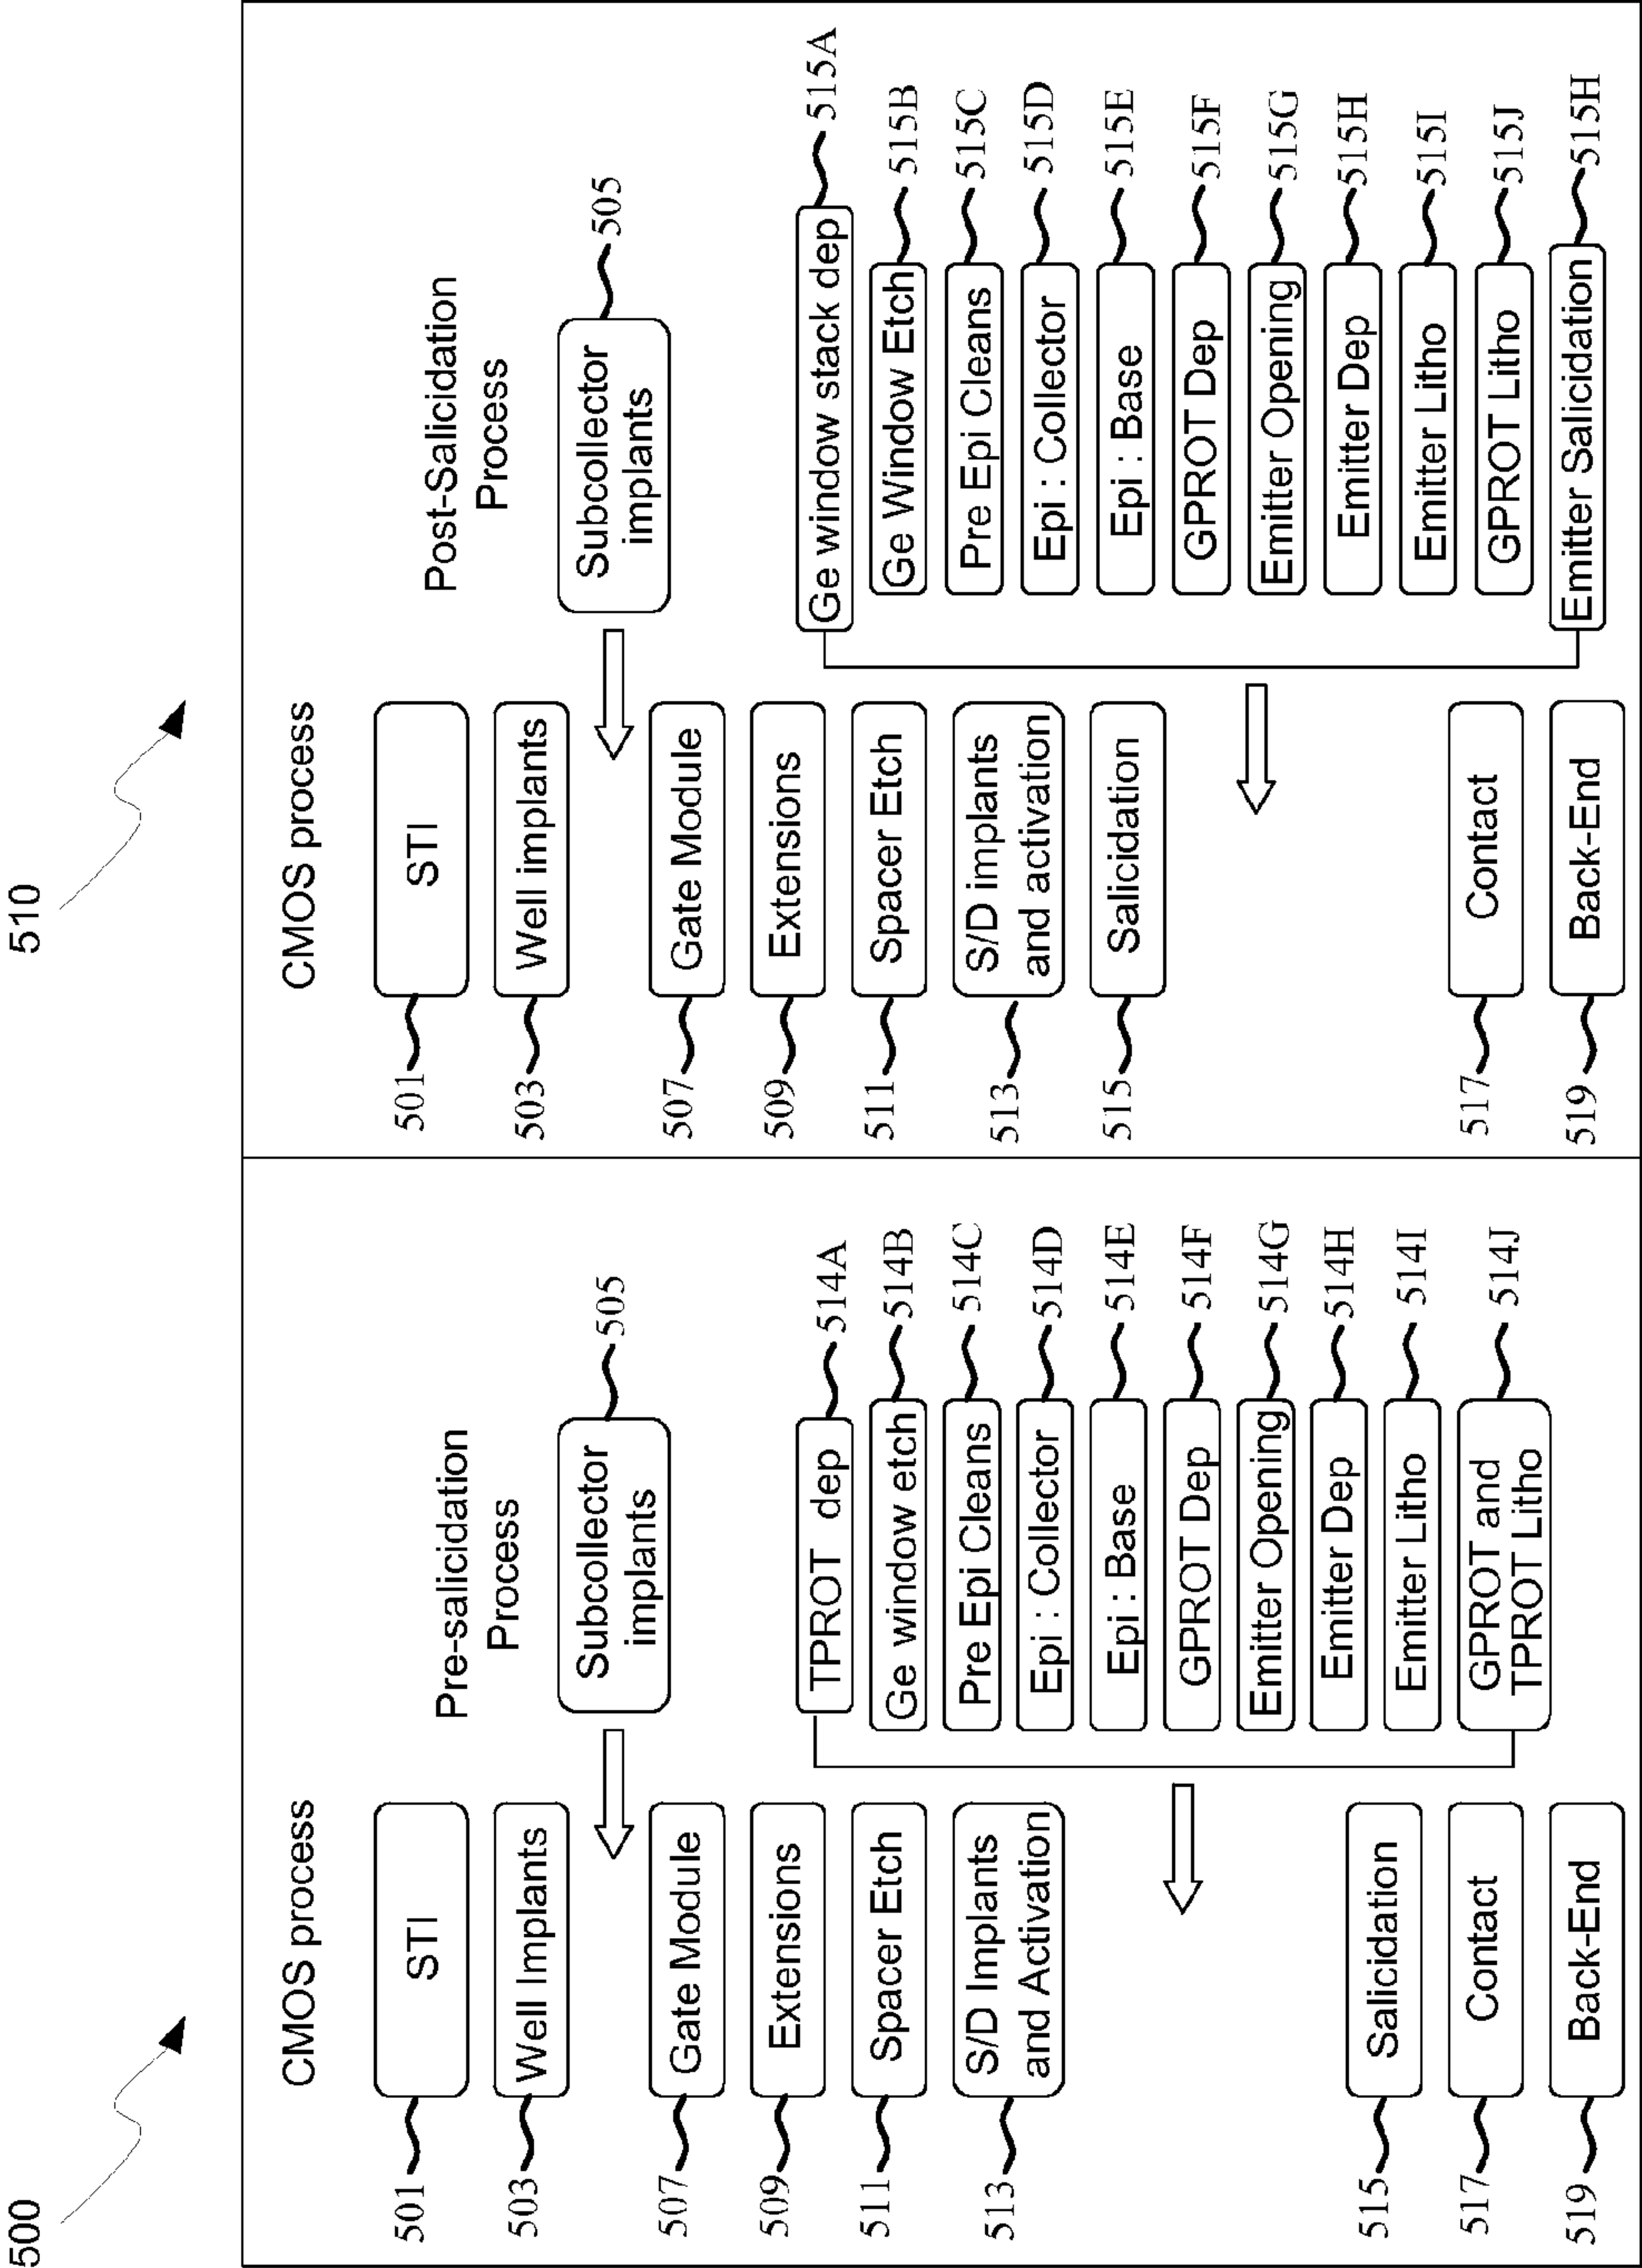 500
CMOS process
Pre-salicidation
Process
501
STI
503
Well Implants
Subcollector
implants
505
507
Gate Module
509
Extensions
511
Spacer Etch
513
S/D Implants
and Activation
TPROT dep
514A
Ge window etch
514B
Pre Epi Cleans
514C
Epi : Collector
514D
Epi : Base
514E
GPROT Dep
514F
Emitter Opening
514G
Emitter Dep
514H
Emitter Litho
514I
GPROT and
TPROT Litho
514J
515
Salicidation
517
Contact
519
Back-End
510
CMOS process
Post-Salicidation
Process
501
STI
503
Well implants
Subcollector
implants
505
507
Gate Module
509
Extensions
511
Spacer Etch
513
S/D implants
and activation
515
Salicidation
Ge window stack dep
515A
Ge Window Etch
515B
Pre Epi Cleans
515C
Epi : Collector
515D
Epi : Base
515E
GPROT Dep
515F
Emitter Opening
515G
Emitter Dep
515H
Emitter Litho
515I
GPROT Litho
515J
Emitter Salicidation
515H
517
Contact
519
Back-End